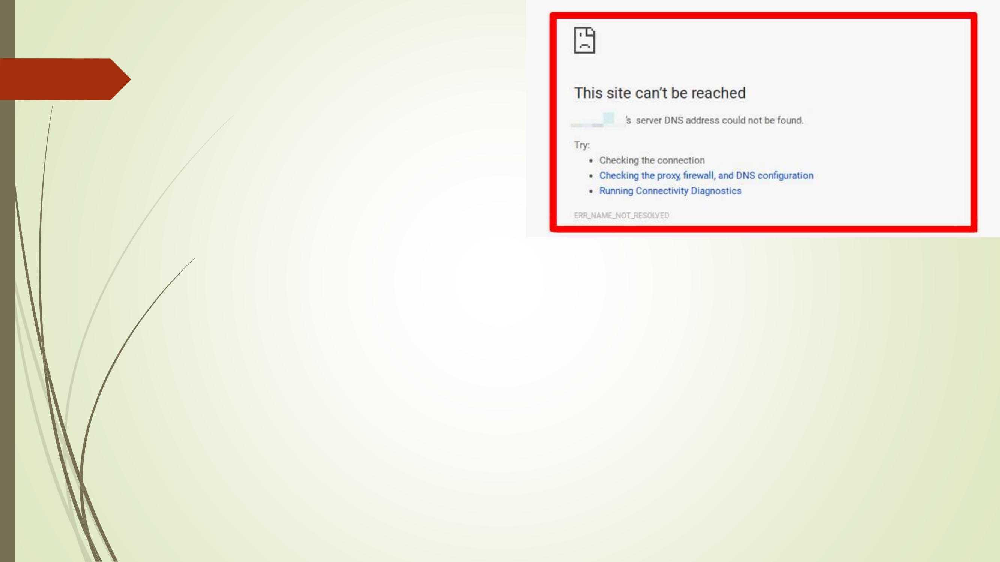 This site can’t be reached
’s server DNS address could not be found.
Try:
• Checking the connection
• Checking the proxy, firewall, and DNS configuration
• Running Connectivity Diagnostics
ERR_NAME_NOT_RESOLVED